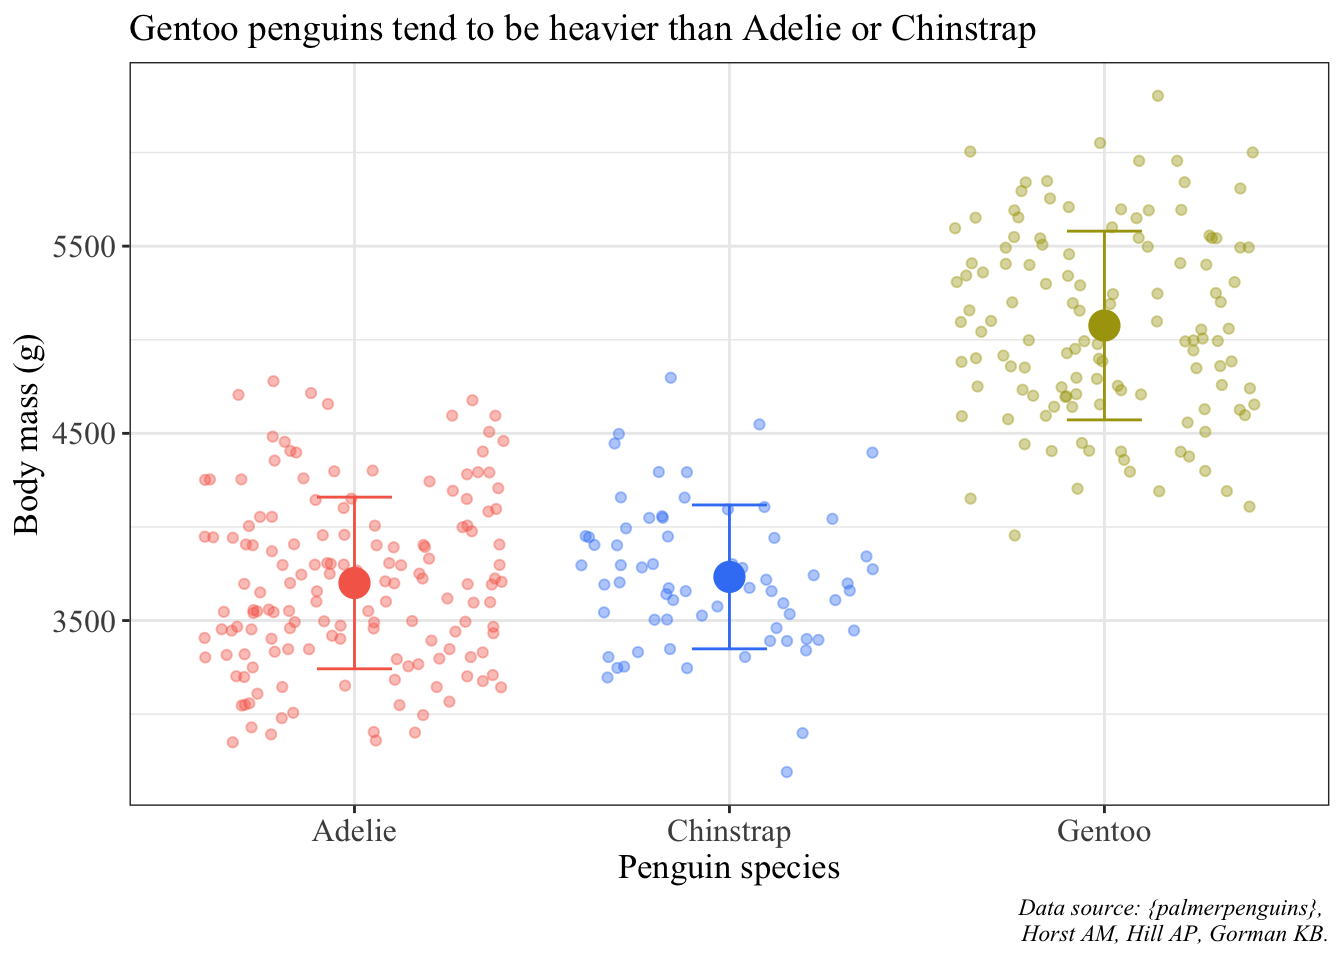 Gentoo penguins tend to be heavier than Adelie or Chinstrap
Body mass (g)
5500
4500
3500
Adelie Chinstrap Gentoo
Penguin species
Data source: {palmerpenguins},
Horst AM, Hill AP, Gorman KB.